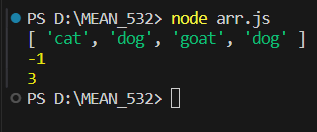 PS D:\MEAN_532> node arr.js
[ 'cat', 'dog', 'goat', 'dog' ]
-1
3
PS D:\MEAN_532>